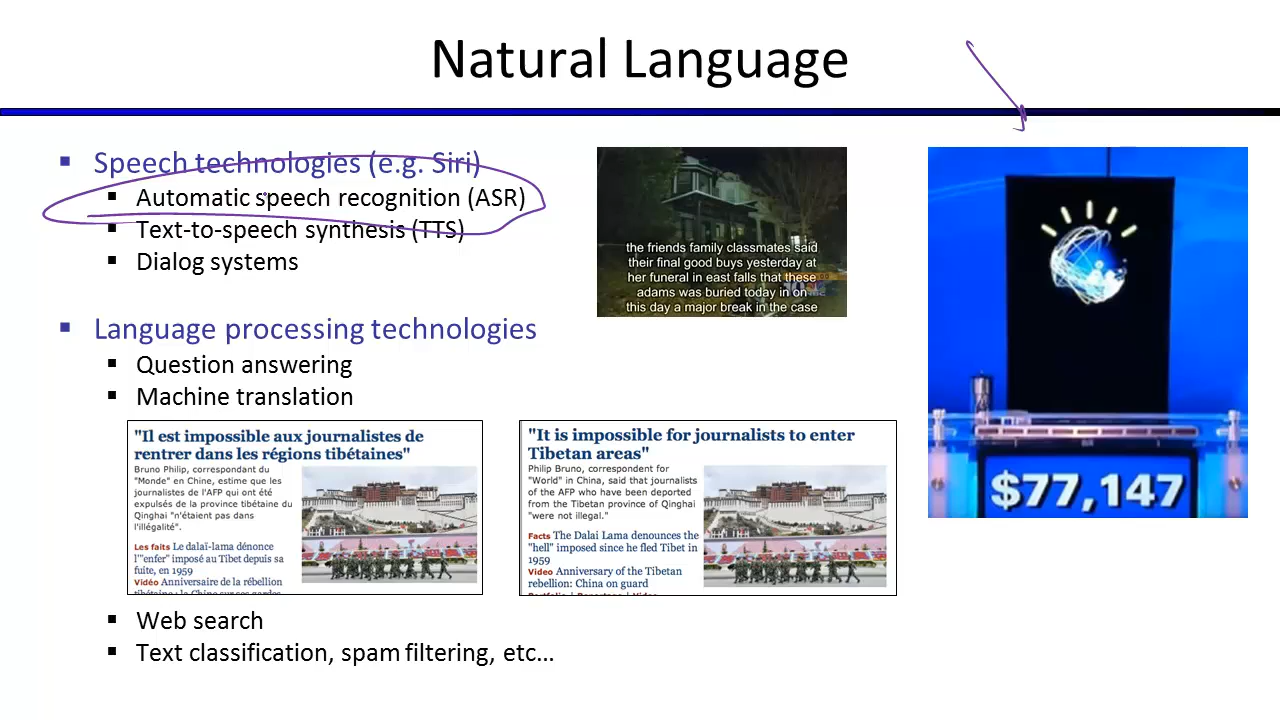 Natural Language
Speech technologies (e.g. Siri)
Automatic speech recognition (ASR)
Text-to-speech synthesis (TTS)
Dialog systems
the friends family classmates said
their final good buys yesterday at
her funeral in east falls that these
adams was buried today in on
this day a major break in the case
$77,147
Language processing technologies
Question answering
Machine translation
"Il est impossible aux journalistes de
rentrer dans les régions tibétaines"
Bruno Philip, correspondant du
"Monde" en Chine, estime que les
journalistes de l'AFP qui ont été
expulsés de la province tibétaine du
Qinghai "n'étaient pas dans
l'illégalité".
Les faits Le dalaï-lama dénonce
l'"enfer" imposé au Tibet depuis sa
fuite, en 1959
Vidéo Anniversaire de la rébellion
"It is impossible for journalists to enter
Tibetan areas"
Philip Bruno, correspondent for
"World" in China, said that journalists
of the AFP who have been deported
from the Tibetan province of Qinghai
"were not illegal."
Facts The Dalai Lama denounces the
"hell" imposed since he fled Tibet in
1959
Video Anniversary of the Tibetan
rebellion: China on guard
Web search
Text classification, spam filtering, etc…